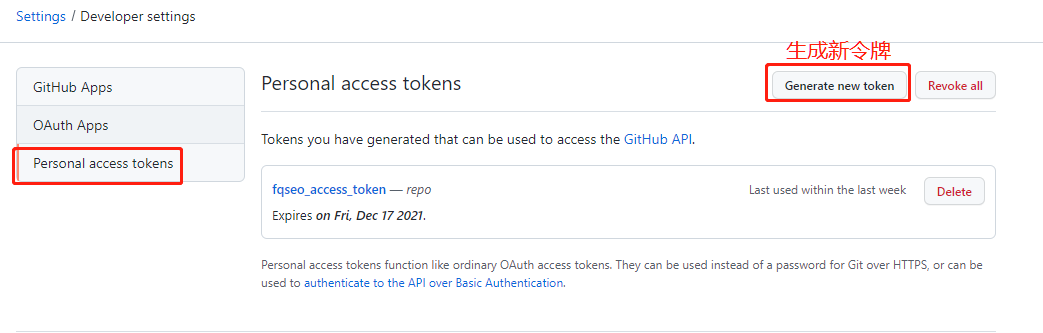 Settings / Developer settings
生成新令牌
GitHub Apps
OAuth Apps
Personal access tokens
Personal access tokens
Generate new token
Revoke all
Tokens you have generated that can be used to access the GitHub API.
fqseo_access_token — repo
Last used within the last week
Delete
Expires on Fri, Dec 17 2021.
Personal access tokens function like ordinary OAuth access tokens. They can be used instead of a password for Git over HTTPS, or can be
used to authenticate to the API over Basic Authentication.